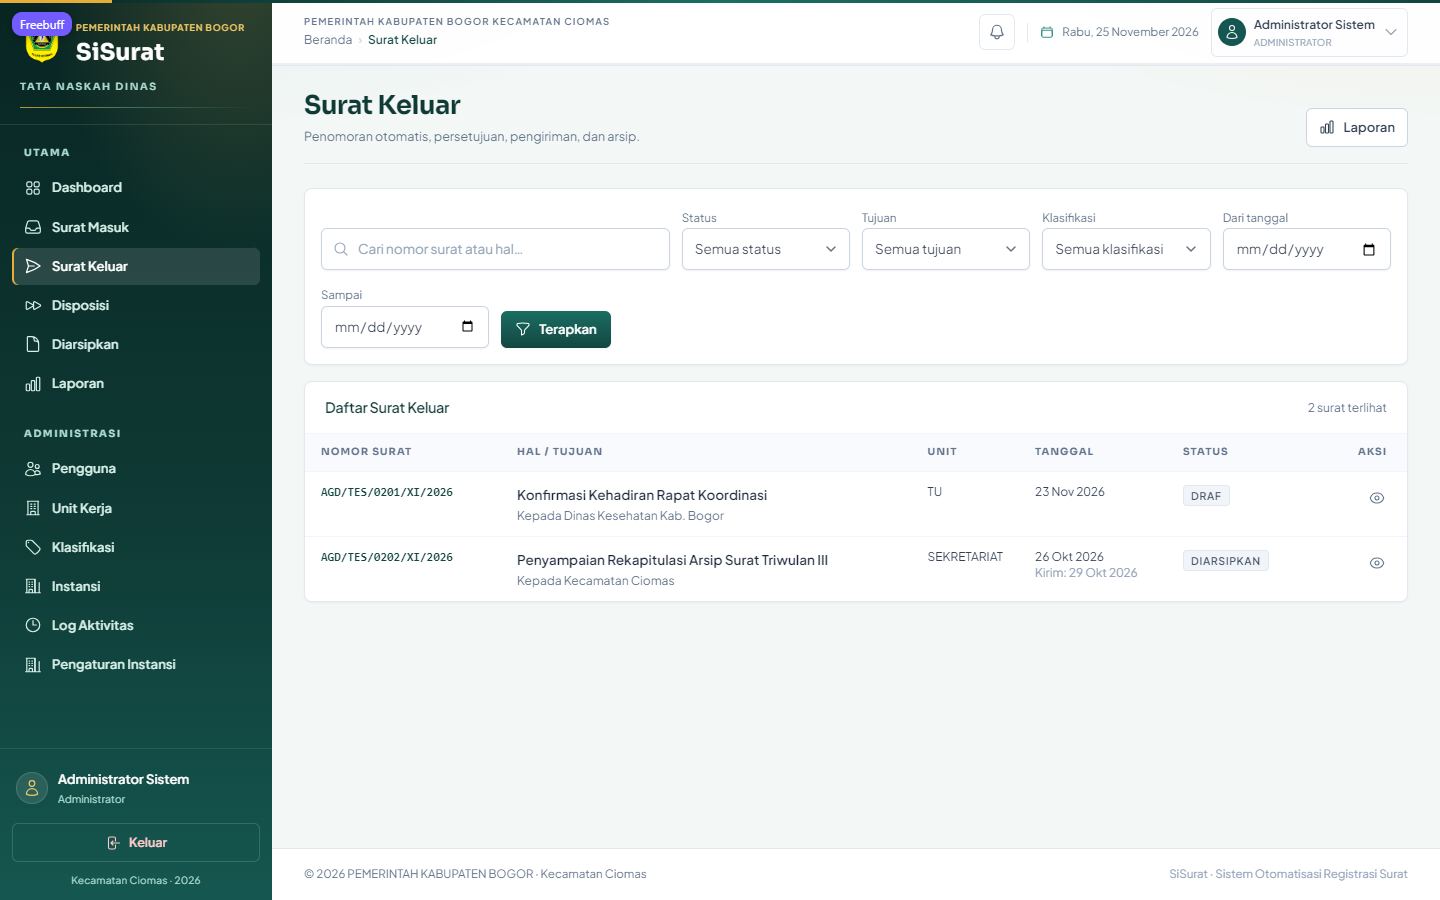 Freebuff
PEMERINTAH KABUPATEN BOGOR
SiSurat
TATA NASKAH DINAS
UTAMA
Dashboard
Surat Masuk
Surat Keluar
Disposisi
Diarsipkan
Laporan
ADMINISTRASI
Pengguna
Unit Kerja
Klasifikasi
Instansi
Log Aktivitas
Pengaturan Instansi
Administrator Sistem
Administrator
Keluar
Kecamatan Ciomas · 2026
PEMERINTAH KABUPATEN BOGOR KECAMATAN CIOMAS
Beranda › Surat Keluar
Rabu, 25 November 2026
Administrator Sistem
ADMINISTRATOR
Surat Keluar
Penomoran otomatis, persetujuan, pengiriman, dan arsip.
Laporan
Status Tujuan Klasifikasi Dari tanggal
Cari nomor surat atau hal... Semua status Semua tujuan Semua klasifikasi mm/dd/yyyy
Sampai
mm/dd/yyyy Terapkan
Daftar Surat Keluar 2 surat terlihat
NOMOR SURAT HAL / TUJUAN UNIT TANGGAL STATUS AKSI
AGD/TES/0201/XI/2026 Konfirmasi Kehadiran Rapat Koordinasi TU 23 Nov 2026 DRAF
Kepada Dinas Kesehatan Kab. Bogor
AGD/TES/0202/XI/2026 Penyampaian Rekapitulasi Arsip Surat Triwulan III SEKRETARIAT 26 Okt 2026 DIARSIPKAN
Kepada Kecamatan Ciomas Kirim: 29 Okt 2026
© 2026 PEMERINTAH KABUPATEN BOGOR · Kecamatan Ciomas
SiSurat · Sistem Otomatisasi Registrasi Surat